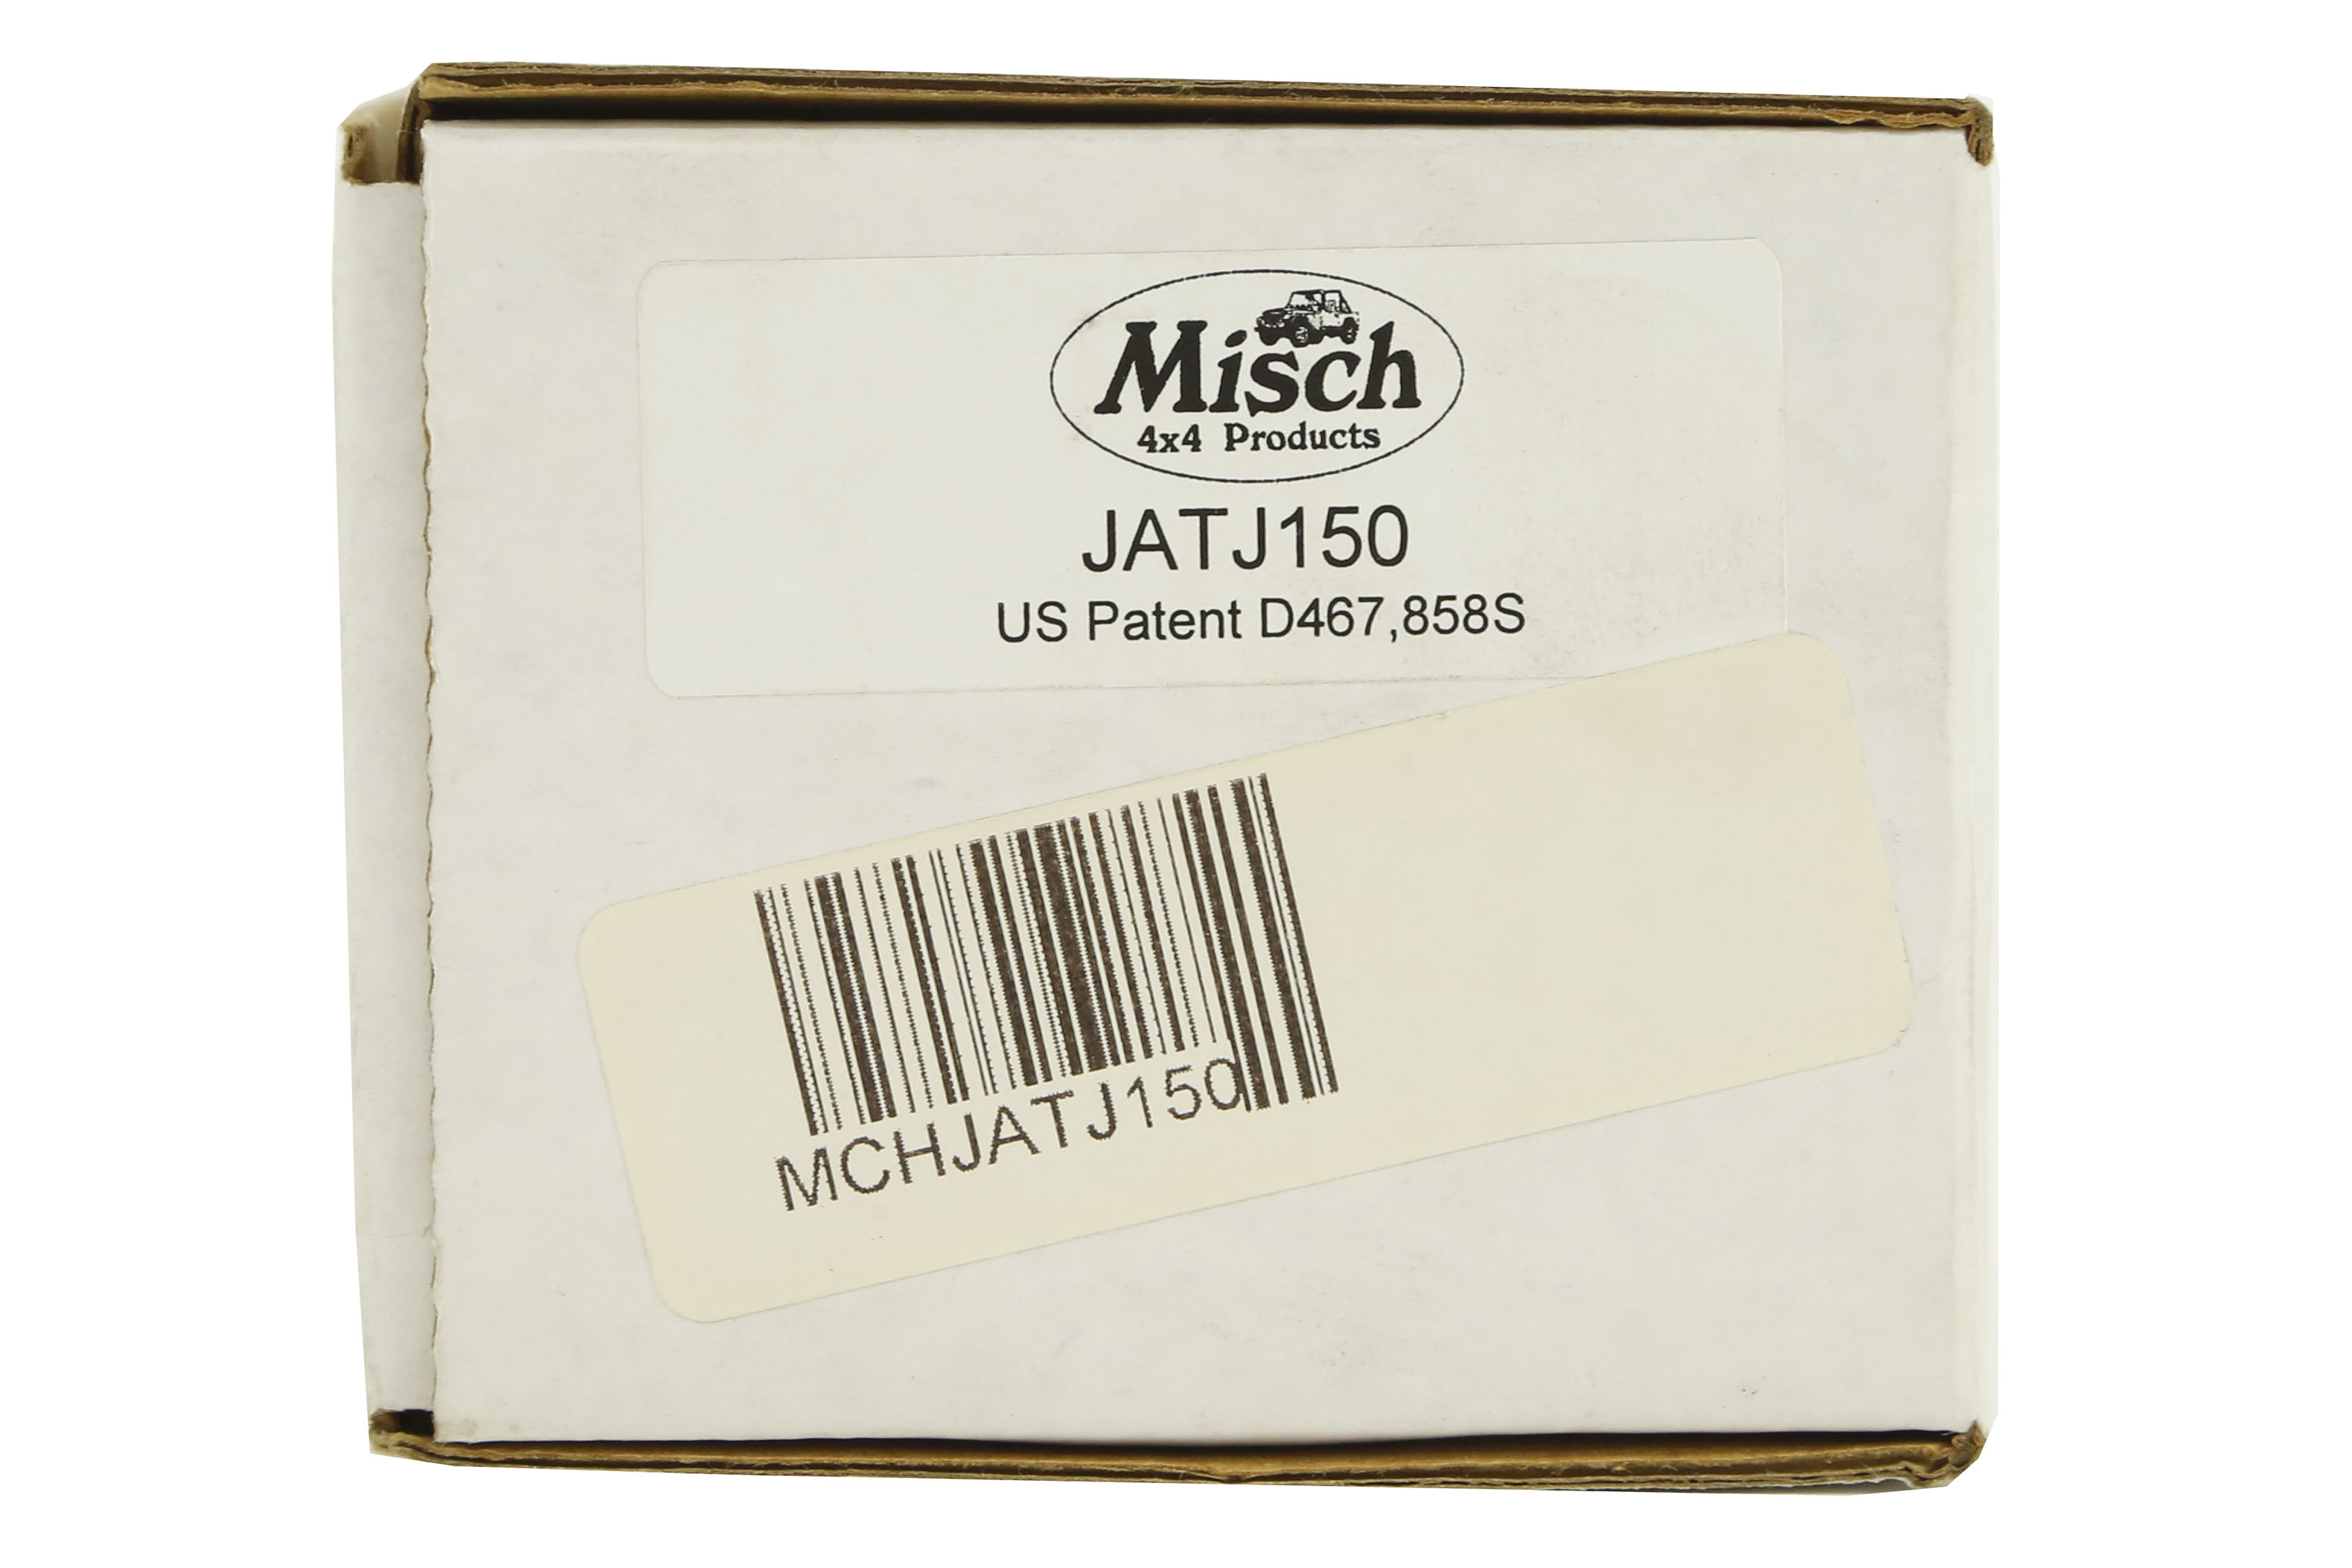 Misch
4x4 Products
JATJ150
US Patent D467,858S
MCHJATJ150